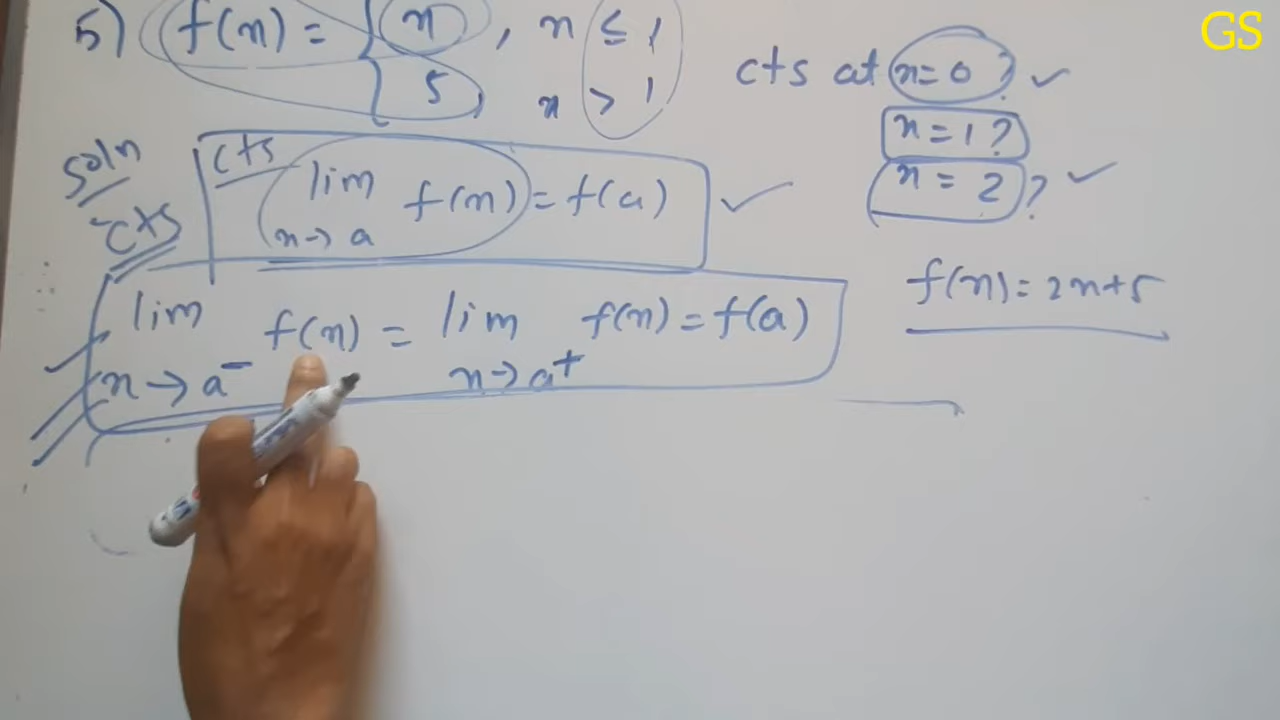 GS
5) f(x) = { x , x ≤ 1
5 , x > 1
cts at x = 0 ?
x = 1 ?
x = 2 ?
Soln
cts
cts
lim f(x) = f(a)
x → a
f(x) = 2x + 5
lim f(x) = lim f(x) = f(a)
x → a⁻ x → a⁺